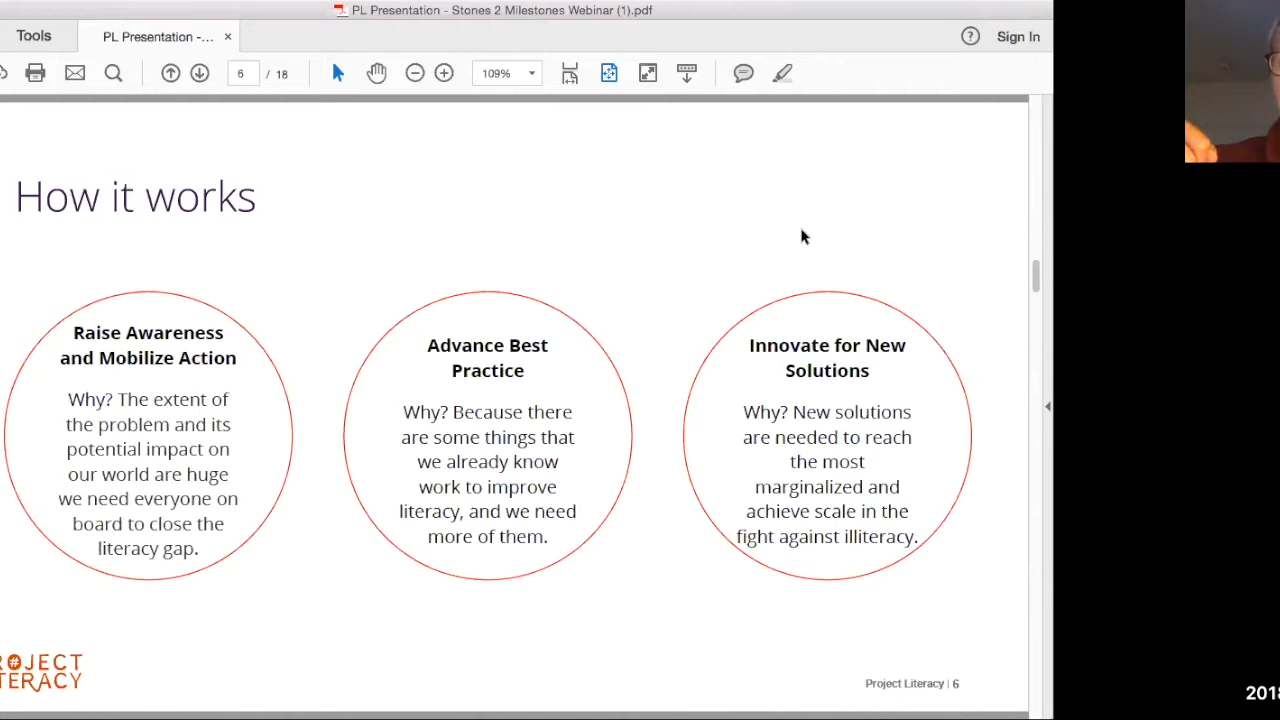 PL Presentation - Stones 2 Milestones Webinar (1).pdf
Tools
PL Presentation -... ×
? Sign In
6 / 18
109%
How it works
Raise Awareness
and Mobilize Action
Why? The extent of
the problem and its
potential impact on
our world are huge
we need everyone on
board to close the
literacy gap.
Advance Best
Practice
Why? Because there
are some things that
we already know
work to improve
literacy, and we need
more of them.
Innovate for New
Solutions
Why? New solutions
are needed to reach
the most
marginalized and
achieve scale in the
fight against illiteracy.
R#JECT
TERACY
Project Literacy | 6
2018